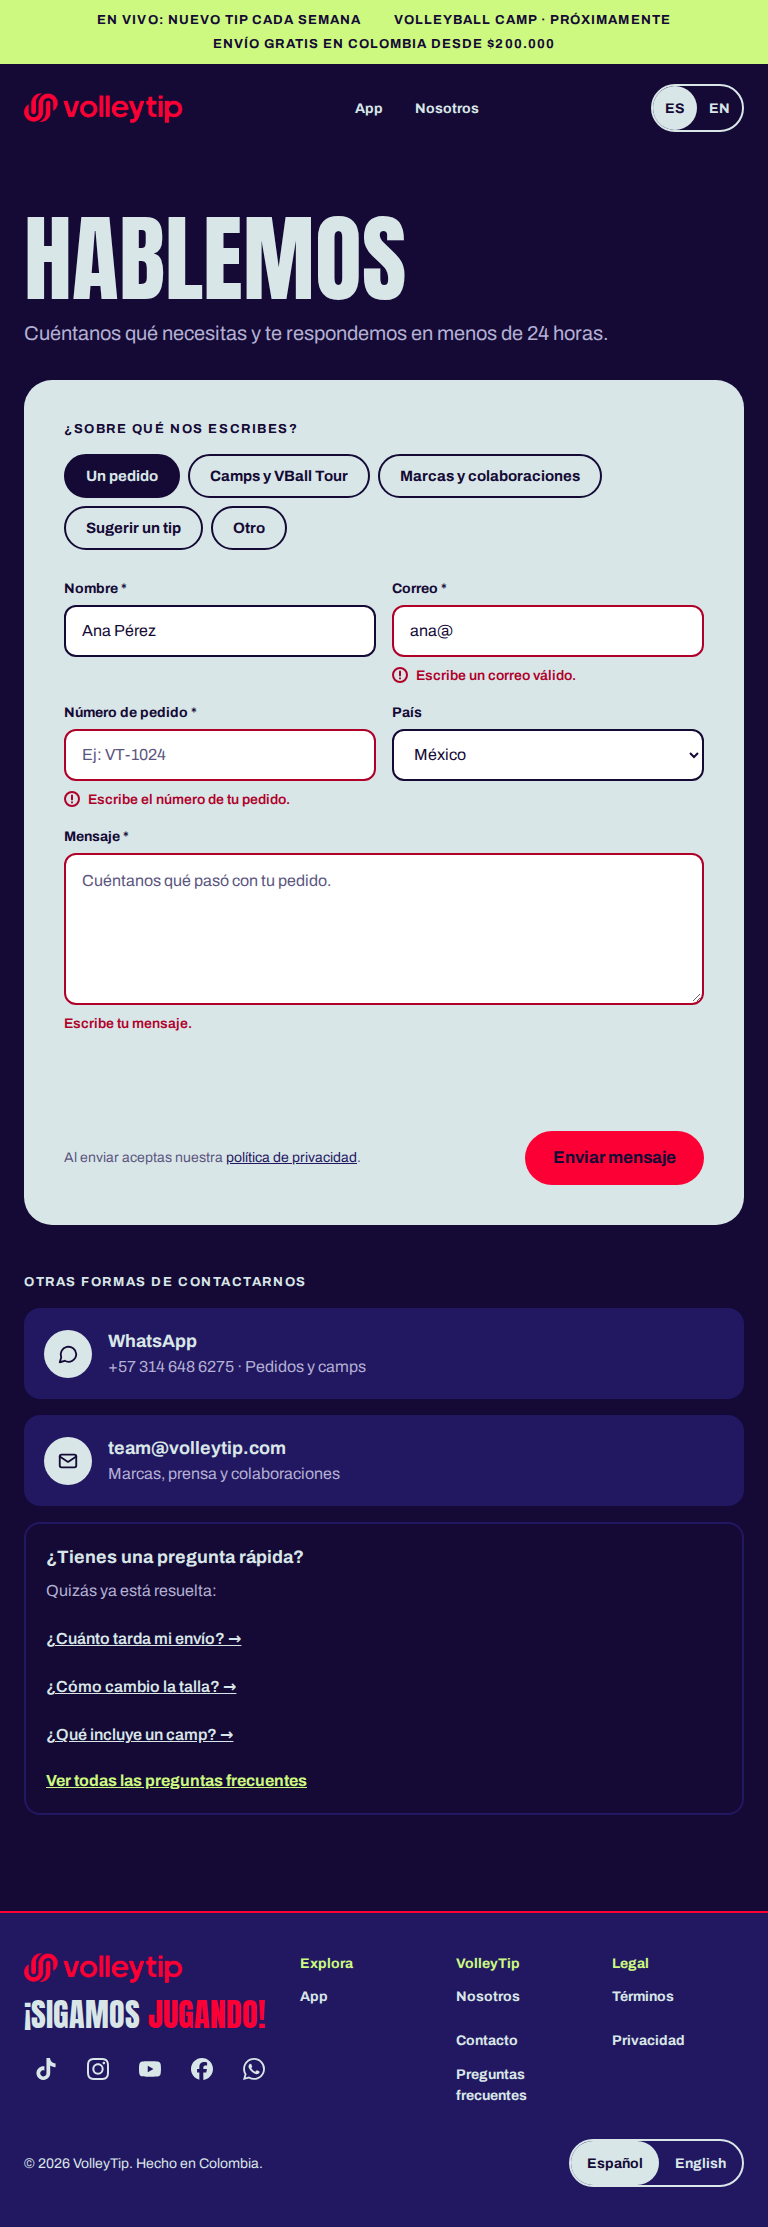 EN VIVO: NUEVO TIP CADA SEMANA VOLLEYBALL CAMP · PRÓXIMAMENTE
ENVÍO GRATIS EN COLOMBIA DESDE $200.000
volleytip App Nosotros ES EN
HABLEMOS
Cuéntanos qué necesitas y te respondemos en menos de 24 horas.
¿SOBRE QUÉ NOS ESCRIBES?
Un pedido Camps y VBall Tour Marcas y colaboraciones
Sugerir un tip Otro
Nombre * Correo *
Ana Pérez ana@
Escribe un correo válido.
Número de pedido * País
Ej: VT-1024 México
Escribe el número de tu pedido.
Mensaje *
Cuéntanos qué pasó con tu pedido.
Escribe tu mensaje.
Al enviar aceptas nuestra política de privacidad. Enviar mensaje
OTRAS FORMAS DE CONTACTARNOS
WhatsApp
+57 314 648 6275 · Pedidos y camps
team@volleytip.com
Marcas, prensa y colaboraciones
¿Tienes una pregunta rápida?
Quizás ya está resuelta:
¿Cuánto tarda mi envío? →
¿Cómo cambio la talla? →
¿Qué incluye un camp? →
Ver todas las preguntas frecuentes
volleytip Explora VolleyTip Legal
¡SIGAMOS JUGANDO! App Nosotros Términos
Contacto Privacidad
Preguntas
frecuentes
© 2026 VolleyTip. Hecho en Colombia. Español English